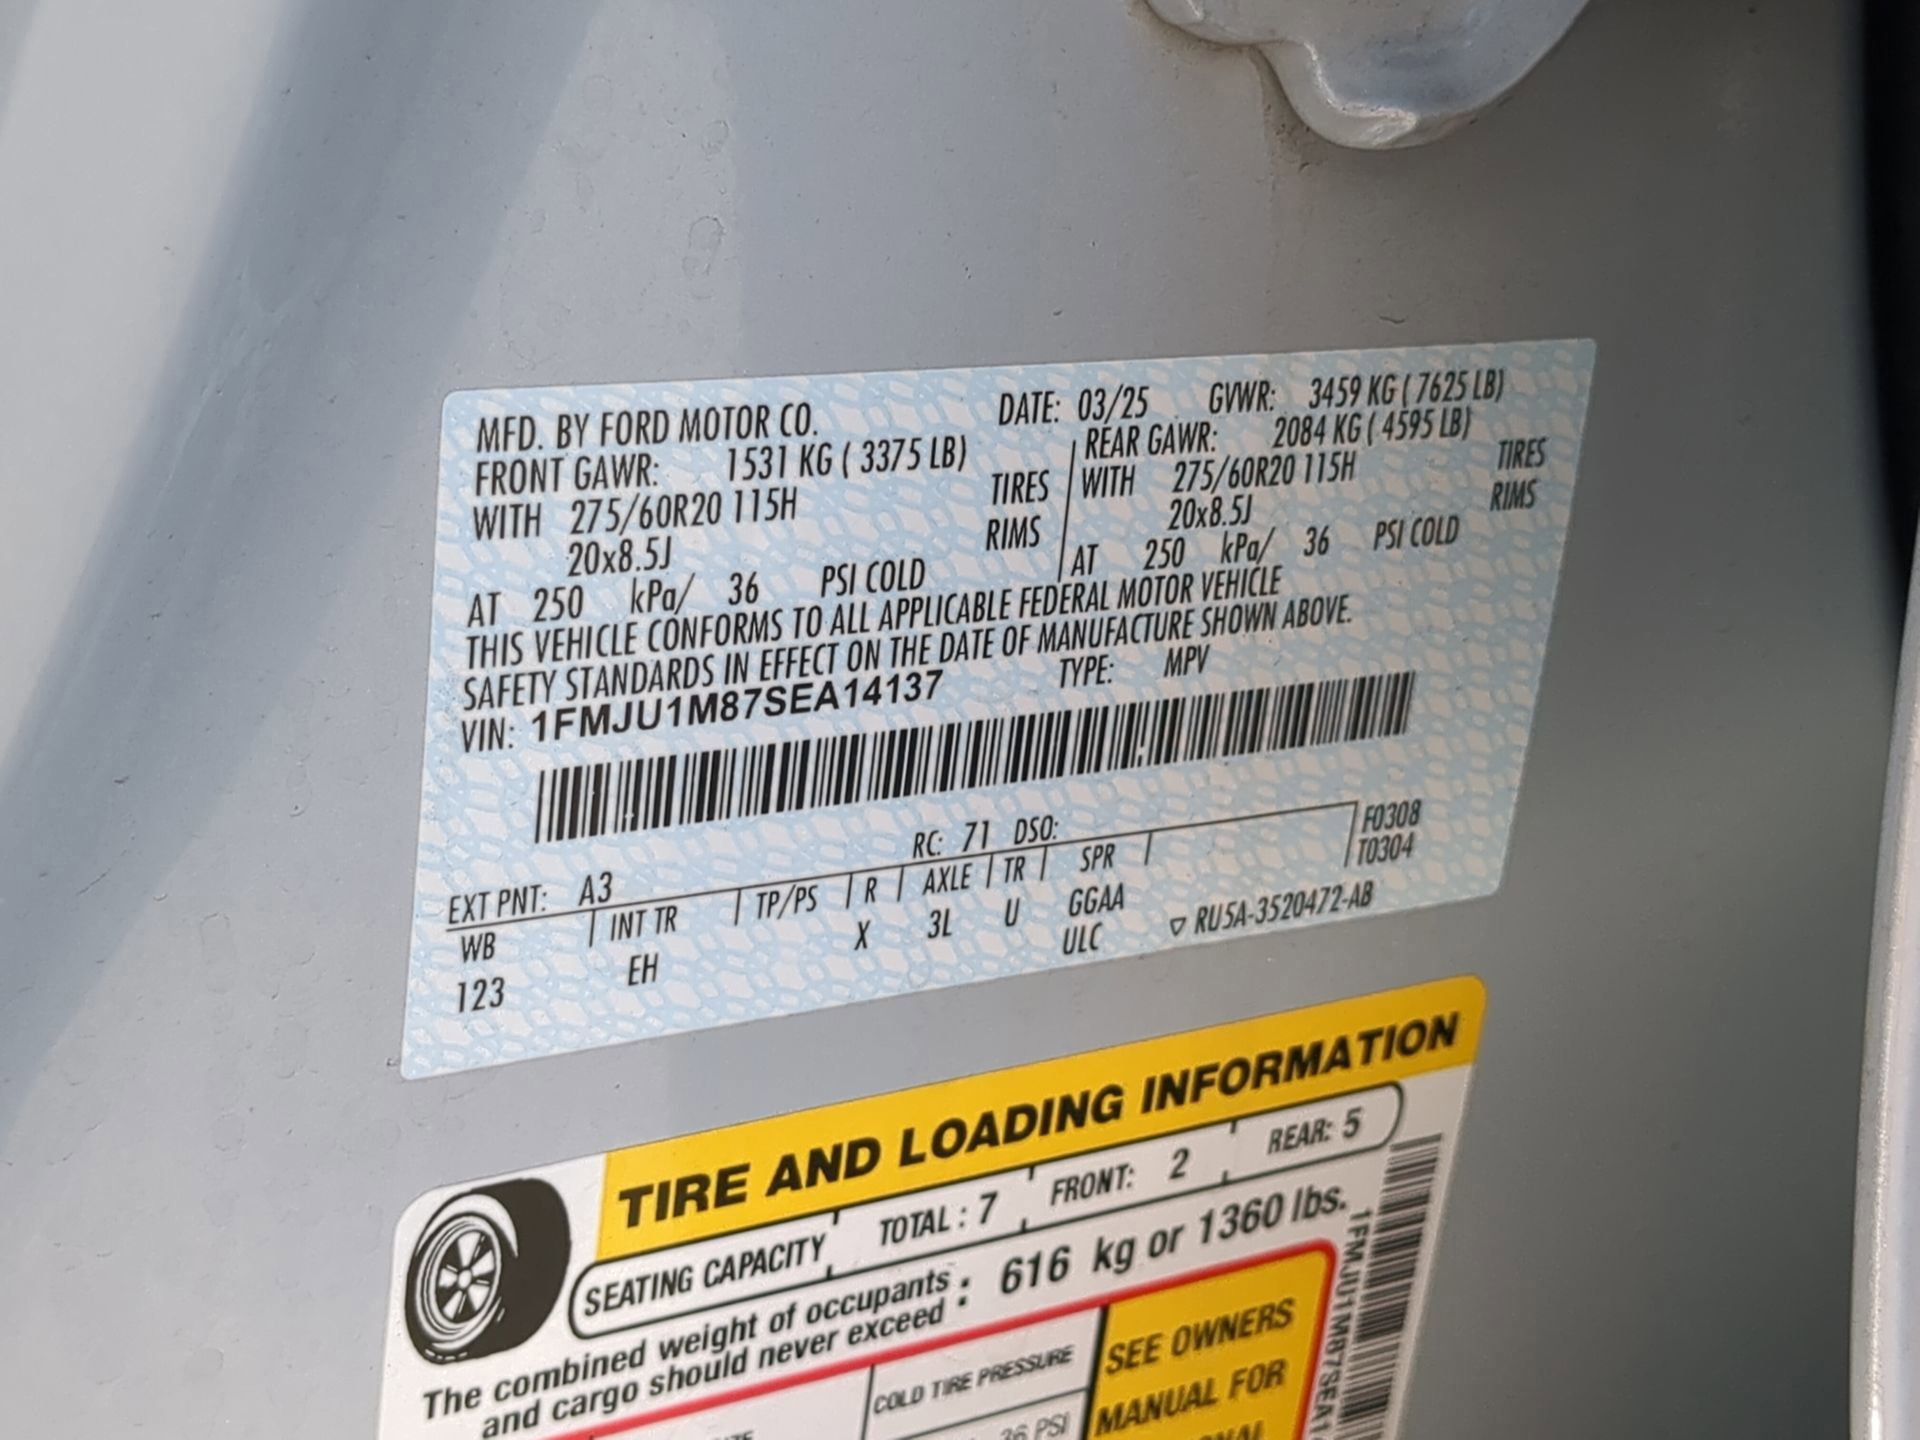 MFD. BY FORD MOTOR CO. DATE: 03/25 GVWR: 3459 KG ( 7625 LB)
FRONT GAWR: 1531 KG ( 3375 LB) REAR GAWR: 2084 KG ( 4595 LB)
WITH 275/60R20 115H TIRES WITH 275/60R20 115H TIRES
20x8.5J RIMS 20x8.5J RIMS
AT 250 kPa/ 36 PSI COLD AT 250 kPa/ 36 PSI COLD
THIS VEHICLE CONFORMS TO ALL APPLICABLE FEDERAL MOTOR VEHICLE
SAFETY STANDARDS IN EFFECT ON THE DATE OF MANUFACTURE SHOWN ABOVE.
VIN: 1FMJU1M87SEA14137 TYPE: MPV
F0308
EXT PNT: A3 RC: 71 DSO: T0304
WB INT TR TP/PS R AXLE TR SPR
123 EH X 3L U GGAA
ULC RU5A-3520472-AB
TIRE AND LOADING INFORMATION
SEATING CAPACITY TOTAL : 7 FRONT: 2 REAR: 5
The combined weight of occupants
and cargo should never exceed : 616 kg or 1360 lbs.
COLD TIRE PRESSURE
36 PSI
SEE OWNERS
MANUAL FOR
1FMJU1M87SEA1